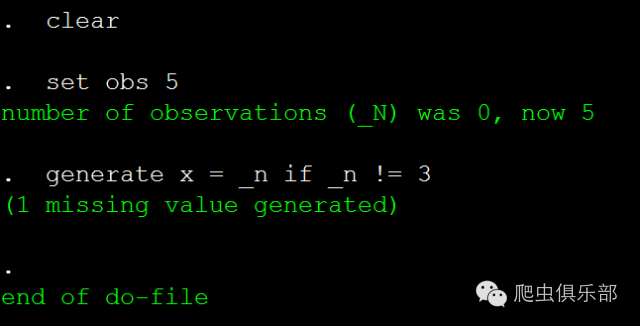 .  clear
.  set obs 5
number of observations (_N) was 0, now 5
.  generate x = _n if _n != 3
(1 missing value generated)
.
end of do-file
爬虫俱乐部